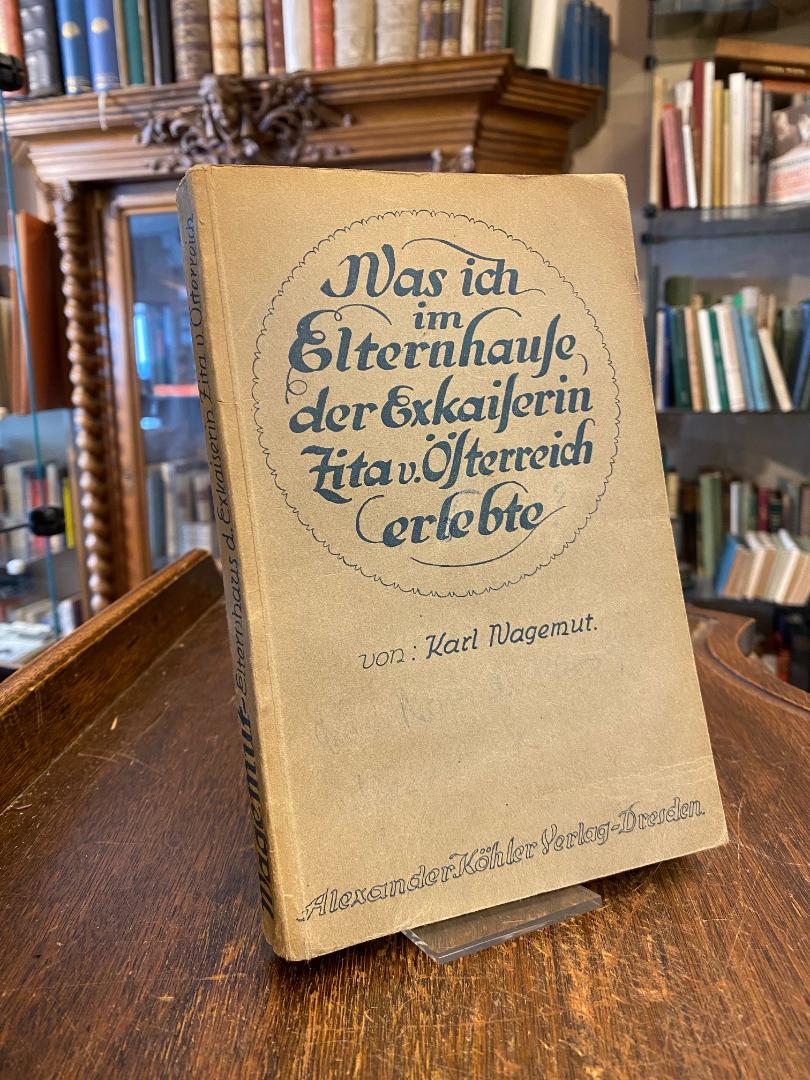 Was ich
im
Elternhauſe
der Exkaiſerin
Zita v. Öſterreich
erlebte
von: Karl Wagemut.
Alexander Köhler Verlag-Dresden.
Wagemut-Elternhaus d. Exkaiserin Zita v. Österreich